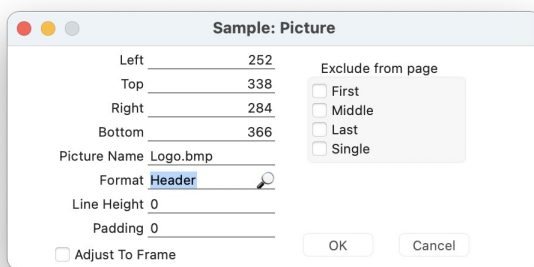 Sample: Picture
Left 252
Top 338
Right 284
Bottom 366
Picture Name Logo.bmp
Format Header
Line Height 0
Padding 0
Adjust To Frame
Exclude from page
First
Middle
Last
Single
OK Cancel